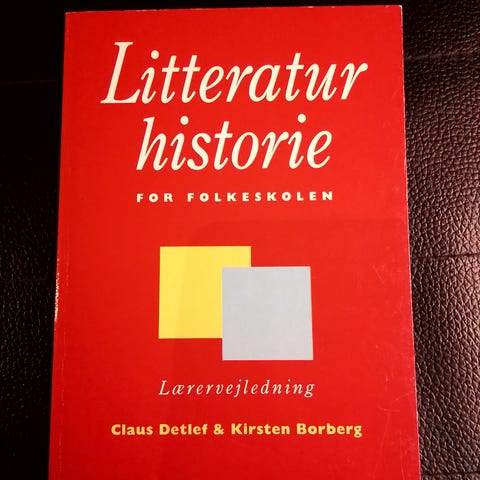 Litteratur
historie
FOR FOLKESKOLEN
Lærervejledning
Claus Detlef & Kirsten Borberg